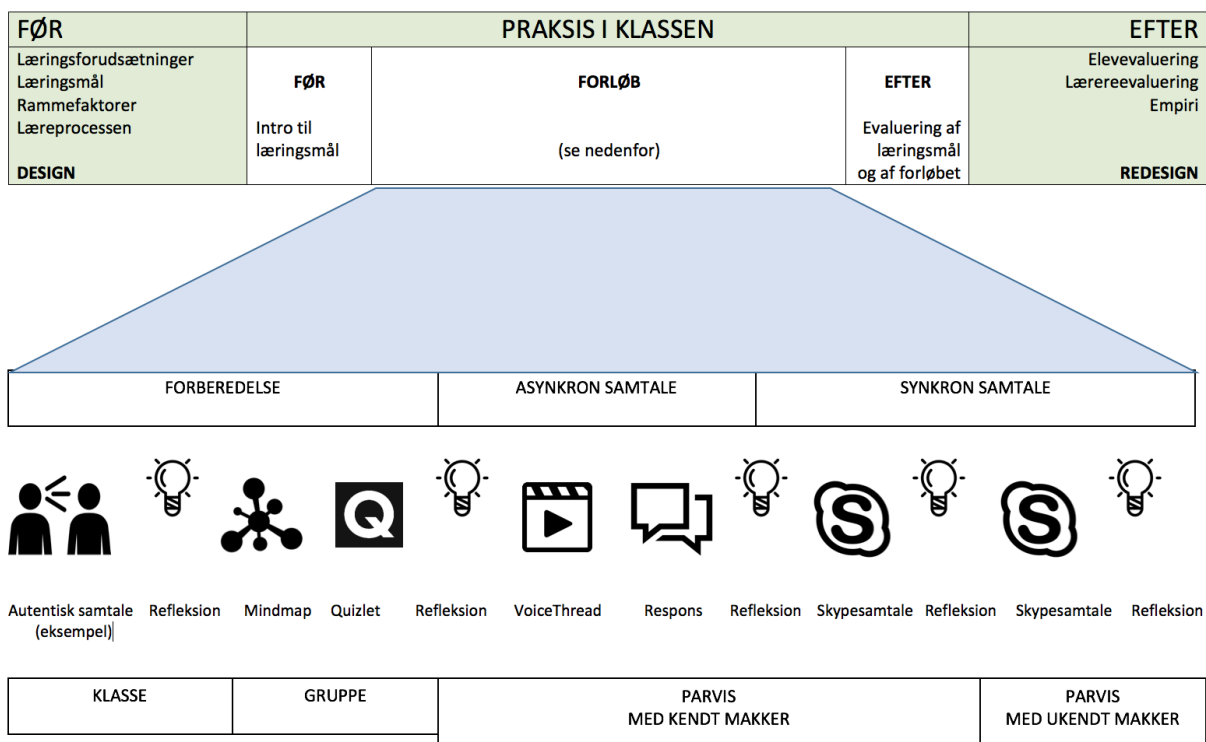 FØR
PRAKSIS I KLASSEN
EFTER
Læringsforudsætninger
Læringsmål
Rammefaktorer
Læreprocessen
DESIGN
FØR
Intro til
læringsmål
FORLØB
(se nedenfor)
EFTER
Evaluering af
læringsmål
og af forløbet
Elevevaluering
Lærereevaluering
Empiri
REDESIGN
FORBEREDELSE
ASYNKRON SAMTALE
SYNKRON SAMTALE
Q
S
S
Autentisk samtale
(eksempel)
Refleksion
Mindmap
Quizlet
Refleksion
VoiceThread
Respons
Refleksion
Skypesamtale
Refleksion
Skypesamtale
Refleksion
KLASSE
GRUPPE
PARVIS
MED KENDT MAKKER
PARVIS
MED UKENDT MAKKER